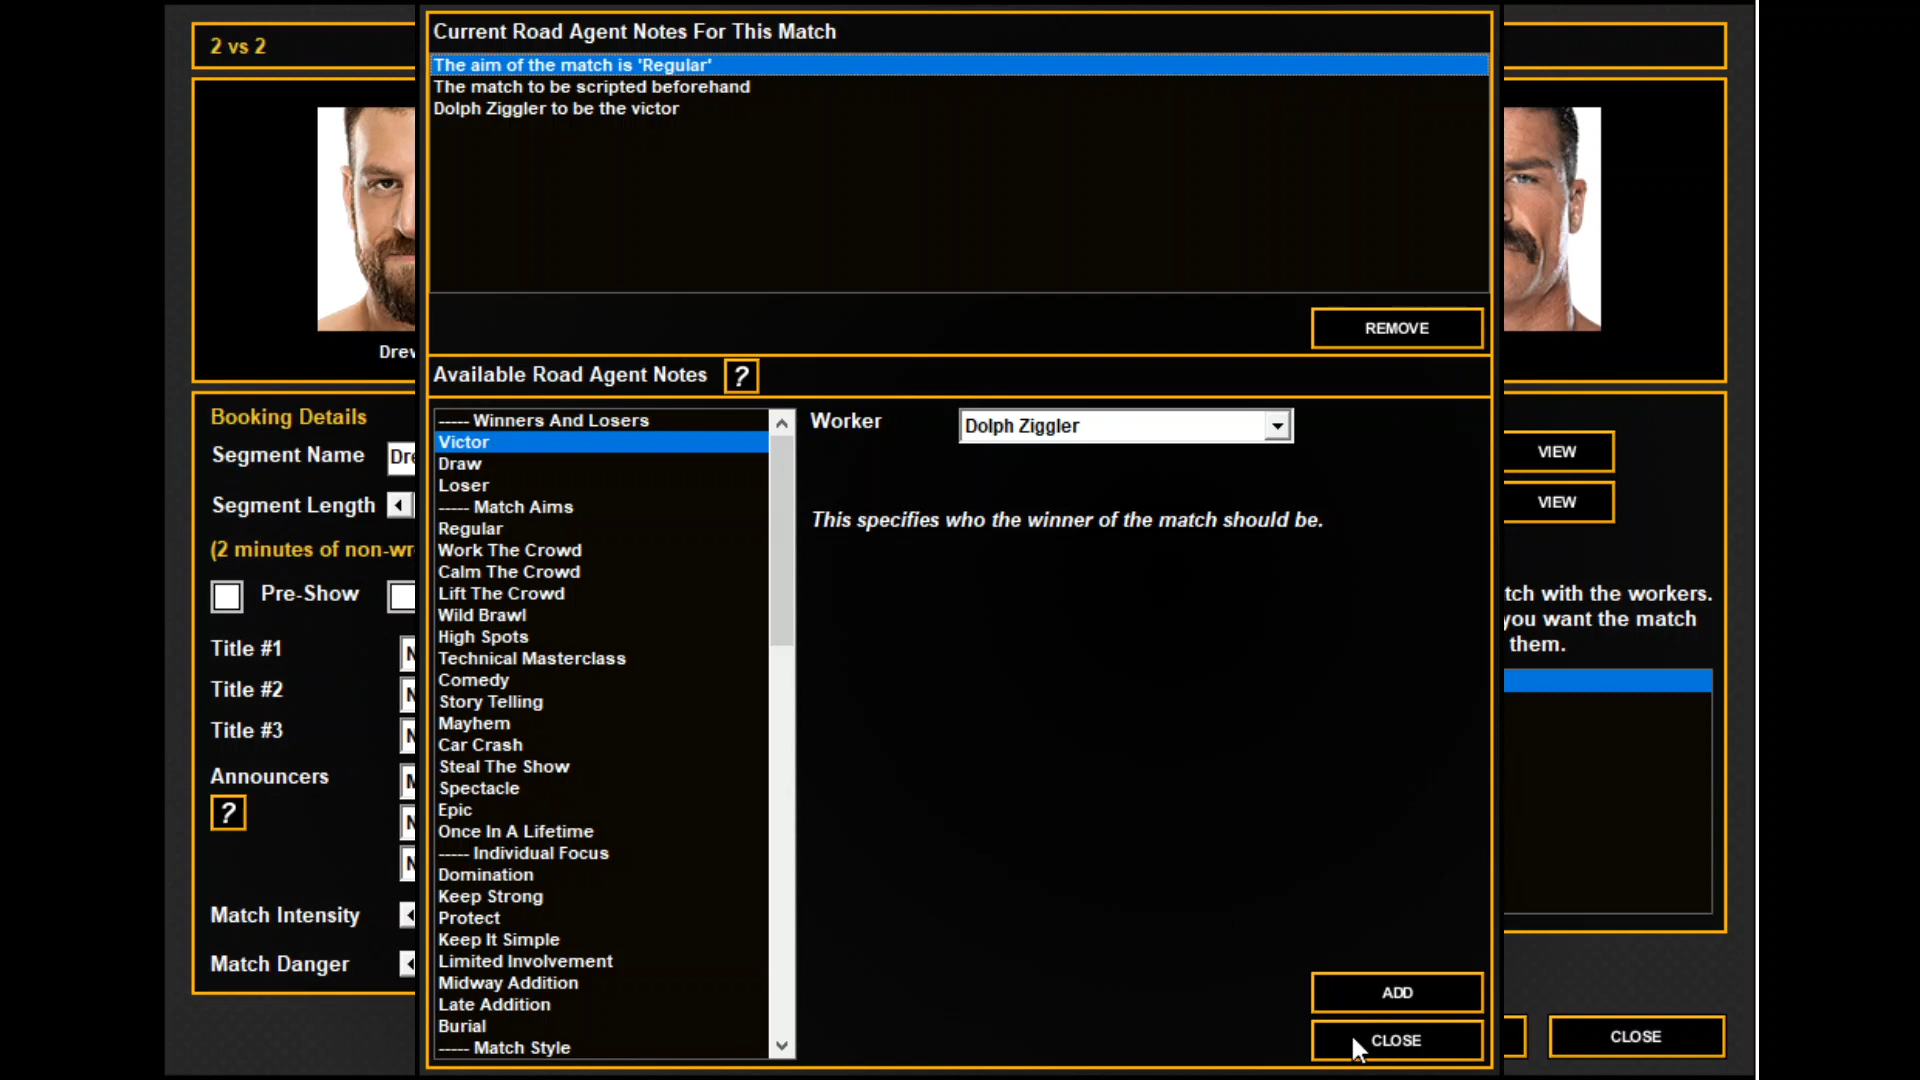 2 vs 2
Current Road Agent Notes For This Match
The aim of the match is 'Regular'
The match to be scripted beforehand
Dolph Ziggler to be the victor
REMOVE
Available Road Agent Notes ?
----- Winners And Losers
Victor
Draw
Loser
----- Match Aims
Regular
Work The Crowd
Calm The Crowd
Lift The Crowd
Wild Brawl
High Spots
Technical Masterclass
Comedy
Story Telling
Mayhem
Car Crash
Steal The Show
Spectacle
Epic
Once In A Lifetime
----- Individual Focus
Domination
Keep Strong
Protect
Keep It Simple
Limited Involvement
Midway Addition
Late Addition
Burial
----- Match Style
Worker
Dolph Ziggler
This specifies who the winner of the match should be.
ADD
CLOSE
Booking Details
Segment Name
Segment Length
(2 minutes of
Pre-Show
Title #1
Title #2
Title #3
Announcers
?
Match Intensity
Match Danger
VIEW
VIEW
with the workers.
you want the match
them.
CLOSE